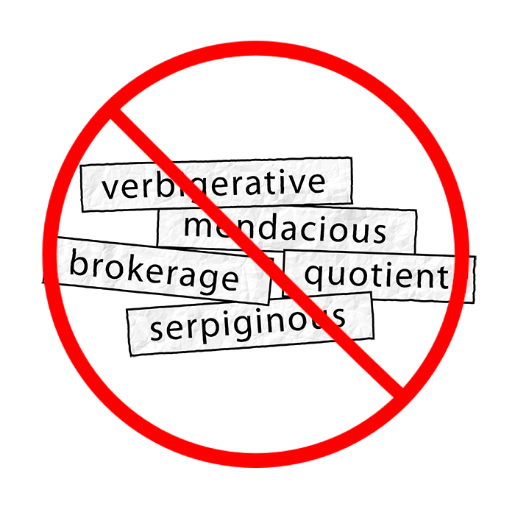 verbigerative
mendacious
brokerage
quotient
serpiginous